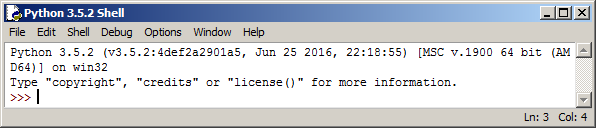 Python 3.5.2 Shell
File Edit Shell Debug Options Window Help
Python 3.5.2 (v3.5.2:4def2a2901a5, Jun 25 2016, 22:18:55) [MSC v.1900 64 bit (AM
D64)] on win32
Type "copyright", "credits" or "license()" for more information.
>>>
Ln: 3 Col: 4